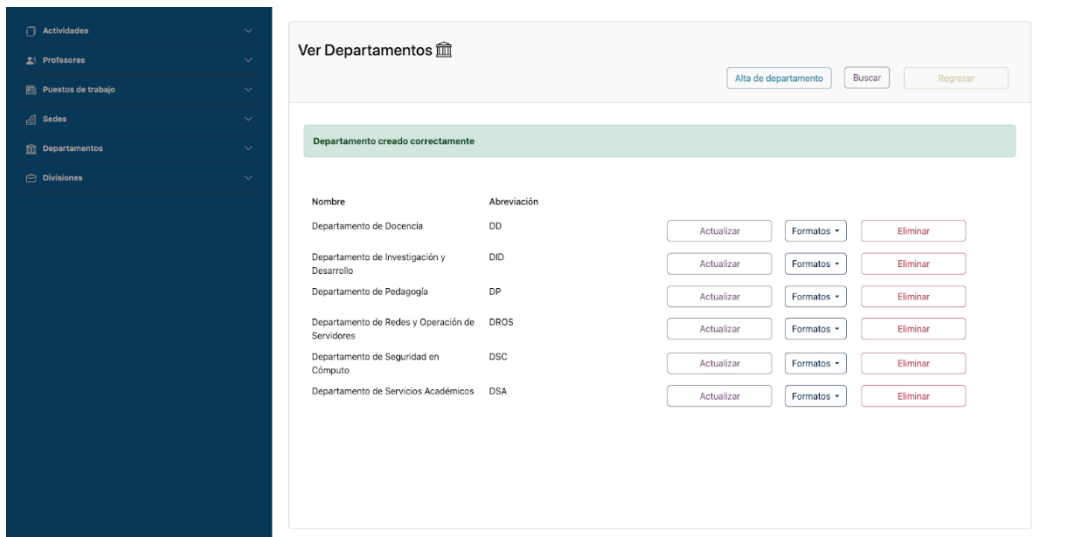 Actividades
Profesores
Puestos de trabajo
Sedes
Departamentos
Divisiones
Ver Departamentos
Alta de departamento Buscar Regresar
Departamento creado correctamente
Nombre Abreviación
Departamento de Docencia DD Actualizar Formatos Eliminar
Departamento de Investigación y
Desarrollo DID Actualizar Formatos Eliminar
Departamento de Pedagogía DP Actualizar Formatos Eliminar
Departamento de Redes y Operación de
Servidores DROS Actualizar Formatos Eliminar
Departamento de Seguridad en
Cómputo DSC Actualizar Formatos Eliminar
Departamento de Servicios Académicos DSA Actualizar Formatos Eliminar